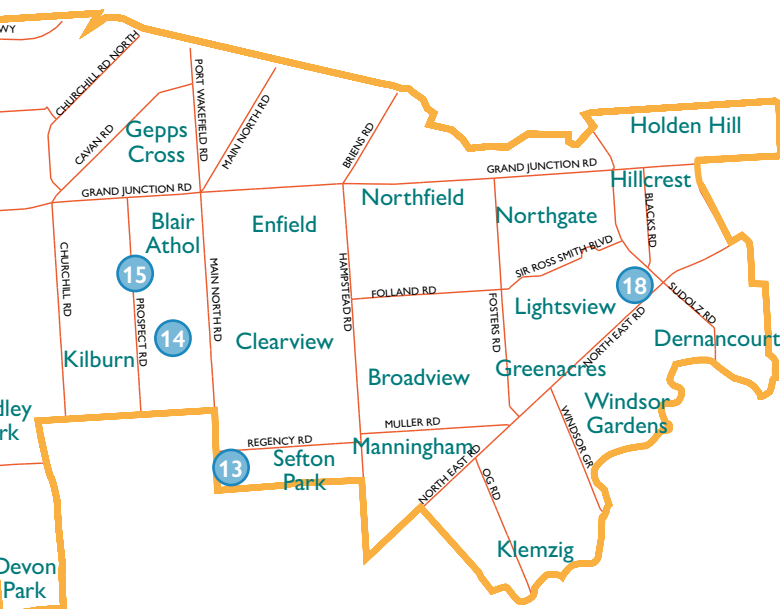 WY
CHURCHILL RD NORTH
PORT WAKEFIELD RD
MAIN NORTH RD
CAVAN RD
Gepps
Cross
BRIENS RD
Holden Hill
GRAND JUNCTION RD
GRAND JUNCTION RD
Hillcrest
Northfield
Northgate
BLACKS RD
Blair
Athol
Enfield
SIR ROSS SMITH BLVD
CHURCHILL RD
15
MAIN NORTH RD
HAMPSTEAD RD
FOLLAND RD
FOSTERS RD
18
SUDOLZ RD
Lightsview
PROSPECT RD
14
Clearview
NORTH EAST RD
Dernancourt
Kilburn
Broadview
Greenacres
Windsor
Gardens
dley
rk
MULLER RD
WINDSOR GR
REGENCY RD
Manningham
13
Sefton
Park
NORTH EAST RD
OG RD
Klemzig
Devon
Park